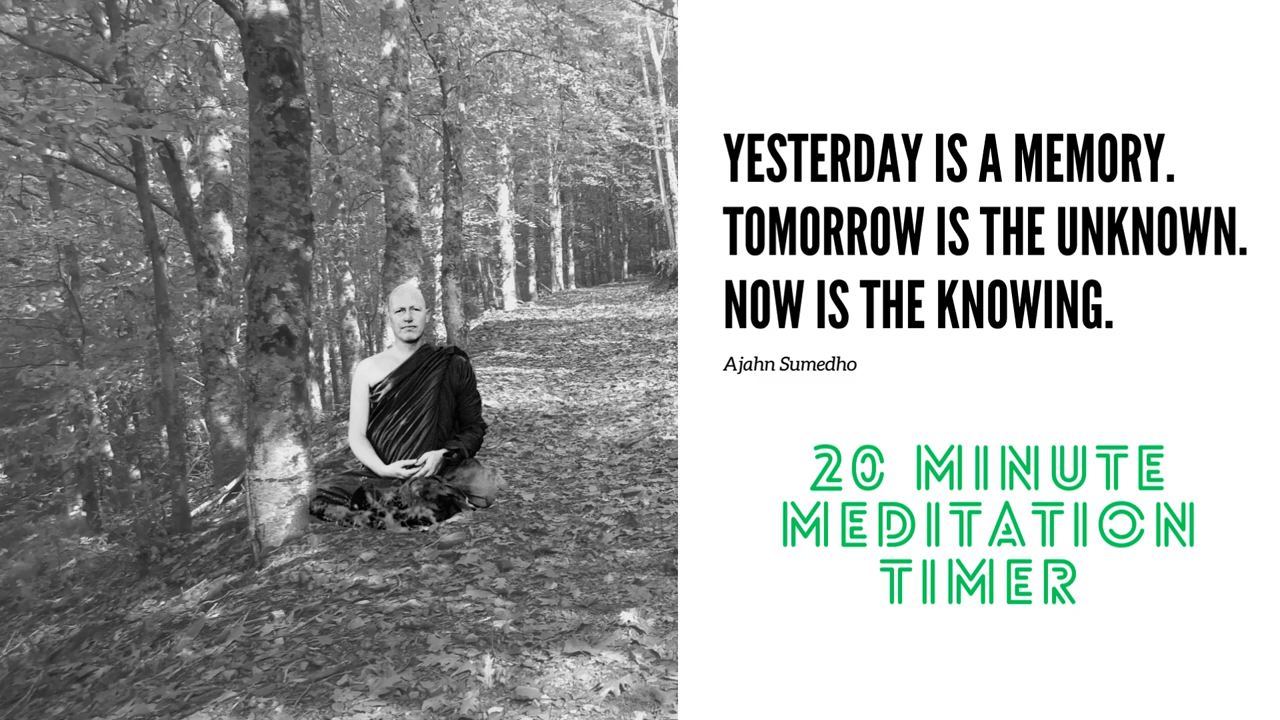 YESTERDAY IS A MEMORY.
TOMORROW IS THE UNKNOWN.
NOW IS THE KNOWING.
Ajahn Sumedho
20 MINUTE
MEDITATION
TIMER